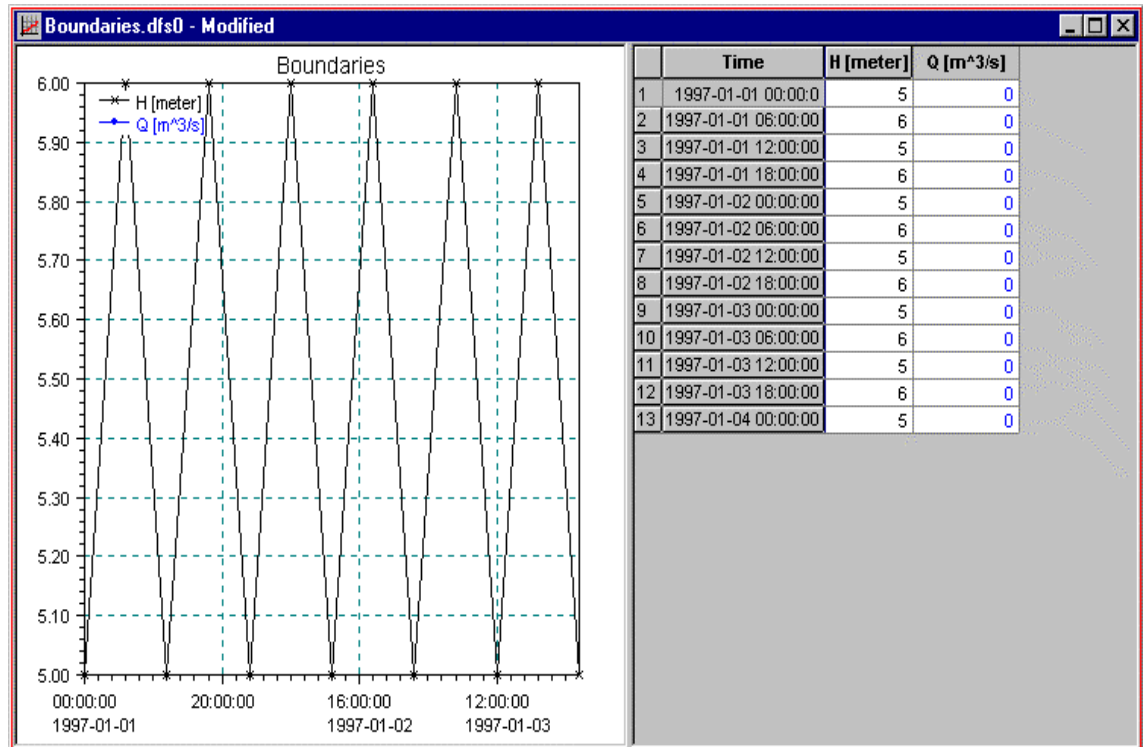 Boundaries.dfs0 - Modified
Boundaries
H [meter]
Q [m^3/s]
6.00
5.90
5.80
5.70
5.60
5.50
5.40
5.30
5.20
5.10
5.00
00:00:00 20:00:00 16:00:00 12:00:00
1997-01-01 1997-01-02 1997-01-03
Time H [meter] Q [m^3/s]
1 1997-01-01 00:00:0 5 0
2 1997-01-01 06:00:00 6 0
3 1997-01-01 12:00:00 5 0
4 1997-01-01 18:00:00 6 0
5 1997-01-02 00:00:00 5 0
6 1997-01-02 06:00:00 6 0
7 1997-01-02 12:00:00 5 0
8 1997-01-02 18:00:00 6 0
9 1997-01-03 00:00:00 5 0
10 1997-01-03 06:00:00 6 0
11 1997-01-03 12:00:00 5 0
12 1997-01-03 18:00:00 6 0
13 1997-01-04 00:00:00 5 0